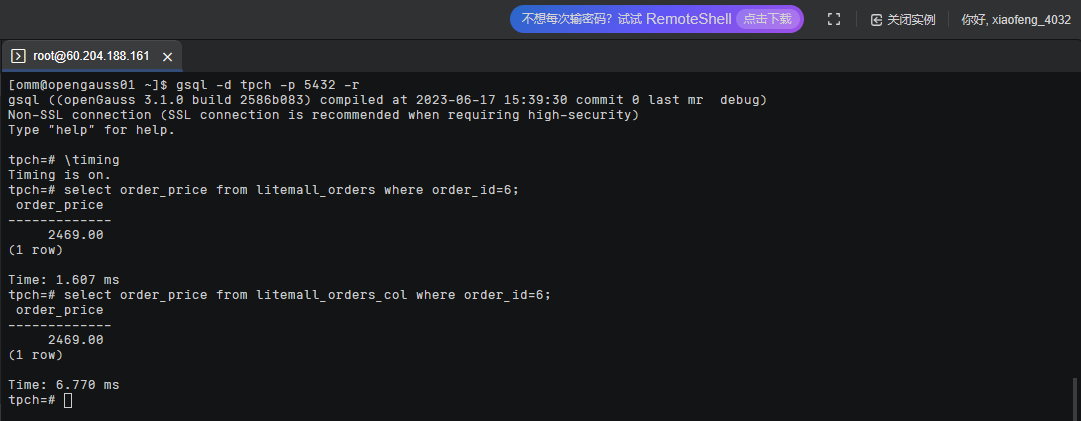 不想每次输密码？试试 RemoteShell 点击下载 关闭实例 你好, xiaofeng_4032
root@60.204.188.161
[omm@opengauss01 ~]$ gsql -d tpch -p 5432 -r
gsql ((openGauss 3.1.0 build 2586b083) compiled at 2023-06-17 15:39:30 commit 0 last mr  debug)
Non-SSL connection (SSL connection is recommended when requiring high-security)
Type "help" for help.
tpch=# \timing
Timing is on.
tpch=# select order_price from litemall_orders where order_id=6;
order_price
-------------
2469.00
(1 row)
Time: 1.607 ms
tpch=# select order_price from litemall_orders_col where order_id=6;
order_price
-------------
2469.00
(1 row)
Time: 6.770 ms
tpch=#